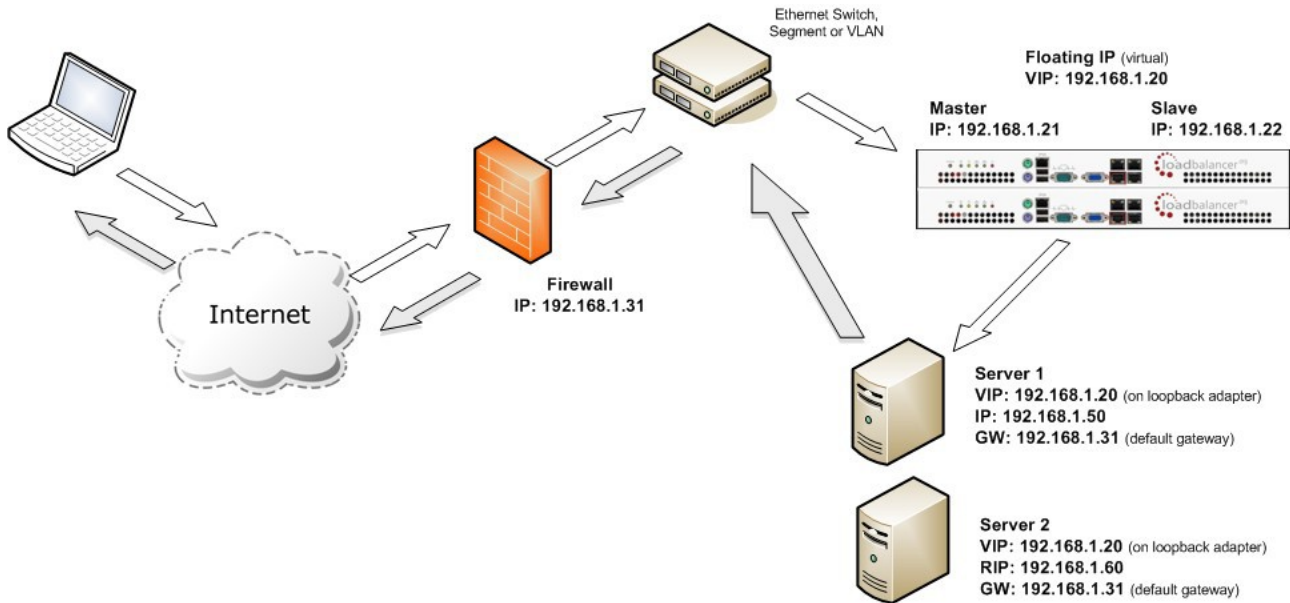 Ethernet Switch,
Segment or VLAN
Floating IP (virtual)
VIP: 192.168.1.20
Master
IP: 192.168.1.21
Slave
IP: 192.168.1.22
loadbalancer
loadbalancer
Firewall
IP: 192.168.1.31
Internet
Server 1
VIP: 192.168.1.20 (on loopback adapter)
IP: 192.168.1.50
GW: 192.168.1.31 (default gateway)
Server 2
VIP: 192.168.1.20 (on loopback adapter)
RIP: 192.168.1.60
GW: 192.168.1.31 (default gateway)